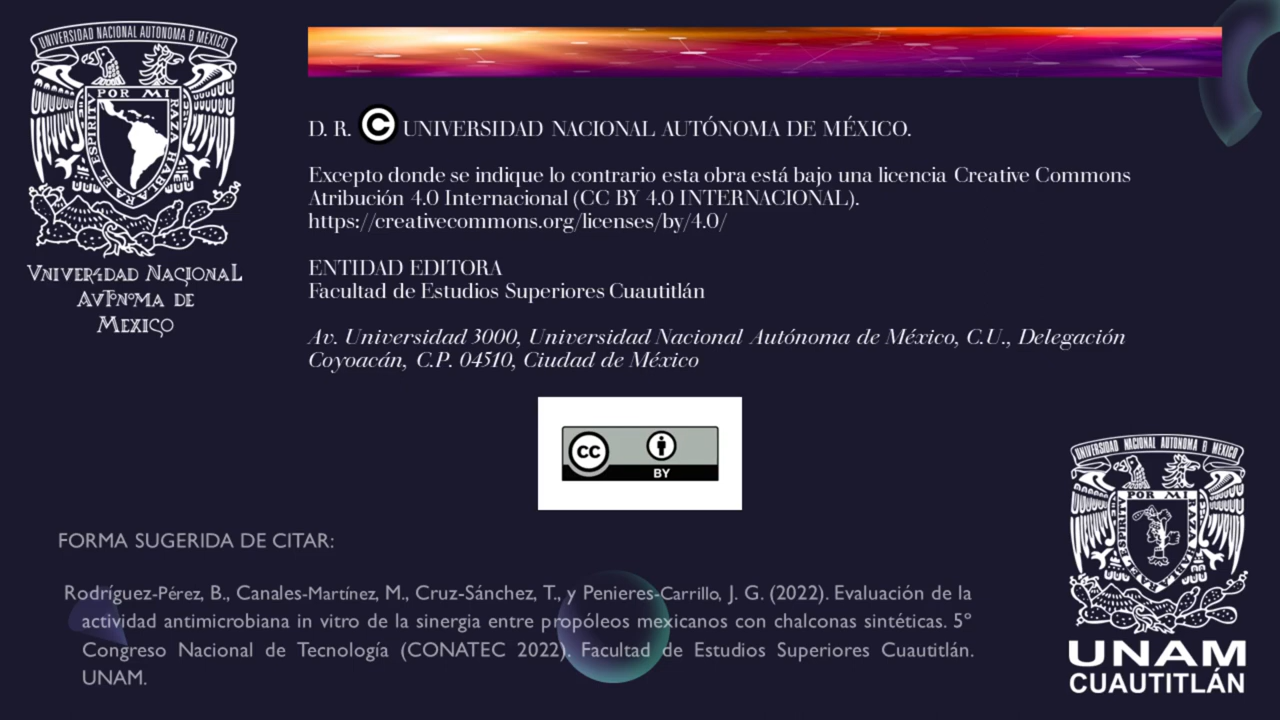 UNIVERSIDAD NACIONAL AUTONOMA D MEXICO
POR MI RAZA HABLARA EL ESPIRITU
VNIVERSDAD NACIONAL
AVTNOMA DE
MEXICO
D. R. © UNIVERSIDAD NACIONAL AUTÓNOMA DE MÉXICO.
Excepto donde se indique lo contrario esta obra está bajo una licencia Creative Commons
Atribución 4.0 Internacional (CC BY 4.0 INTERNACIONAL).
https://creativecommons.org/licenses/by/4.0/
ENTIDAD EDITORA
Facultad de Estudios Superiores Cuautitlán
Av. Universidad 3000, Universidad Nacional Autónoma de México, C.U., Delegación
Coyoacán, C.P. 04510, Ciudad de México
CC
BY
FORMA SUGERIDA DE CITAR:
Rodríguez-Pérez, B., Canales-Martínez, M., Cruz-Sánchez, T., y Penieres-Carrillo, J. G. (2022). Evaluación de la
actividad antimicrobiana in vitro de la sinergia entre propóleos mexicanos con chalconas sintéticas. 5º
Congreso Nacional de Tecnología (CONATEC 2022). Facultad de Estudios Superiores Cuautitlán.
UNAM.
UNIVERSIDAD NACIONAL AUTONOMA D MEXICO
POR MI RAZA HABLARA EL ESPIRITU
UNAM
CUAUTITLÁN